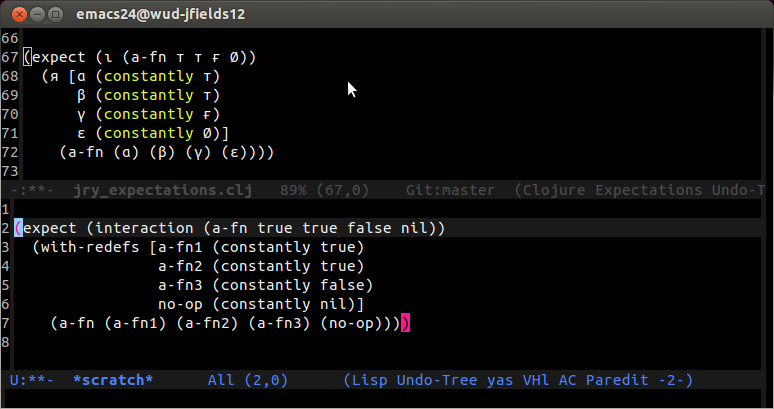 emacs24@wud-jfields12
66
67 (expect (ι (a-fn т т ғ Ø))
68   (я [α (constantly т)
69       β (constantly т)
70       γ (constantly ғ)
71       ε (constantly Ø)]
72     (a-fn (α) (β) (γ) (ε))))
73
-:**-  jry_expectations.clj   89% (67,0)    Git:master  (Clojure Expectations Undo-T
1
2 (expect (interaction (a-fn true true false nil))
3   (with-redefs [a-fn1 (constantly true)
4                 a-fn2 (constantly true)
5                 a-fn3 (constantly false)
6                 no-op (constantly nil)]
7     (a-fn (a-fn1) (a-fn2) (a-fn3) (no-op))))
8
U:**-  *scratch*      All (2,0)      (Lisp Undo-Tree yas VHl AC Paredit -2-)